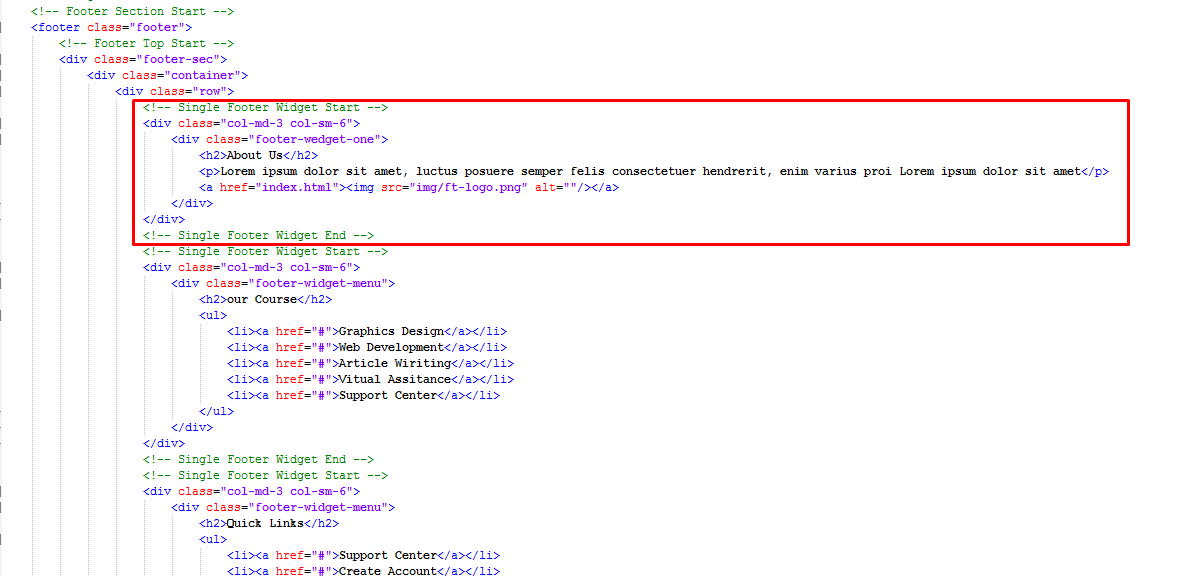 <!-- Footer Section Start -->
<footer class="footer">
<!-- Footer Top Start -->
<div class="footer-sec">
<div class="container">
<div class="row">
<!-- Single Footer Widget Start -->
<div class="col-md-3 col-sm-6">
<div class="footer-wedget-one">
<h2>About Us</h2>
<p>Lorem ipsum dolor sit amet, luctus posuere semper felis consectetuer hendrerit, enim varius proi Lorem ipsum dolor sit amet</p>
<a href="index.html"><img src="img/ft-logo.png" alt=""/></a>
</div>
</div>
<!-- Single Footer Widget End -->
<!-- Single Footer Widget Start -->
<div class="col-md-3 col-sm-6">
<div class="footer-widget-menu">
<h2>our Course</h2>
<ul>
<li><a href="#">Graphics Design</a></li>
<li><a href="#">Web Development</a></li>
<li><a href="#">Article Wiriting</a></li>
<li><a href="#">Vitual Assitance</a></li>
<li><a href="#">Support Center</a></li>
</ul>
</div>
</div>
<!-- Single Footer Widget End -->
<!-- Single Footer Widget Start -->
<div class="col-md-3 col-sm-6">
<div class="footer-widget-menu">
<h2>Quick Links</h2>
<ul>
<li><a href="#">Support Center</a></li>
<li><a href="#">Create Account</a></li>